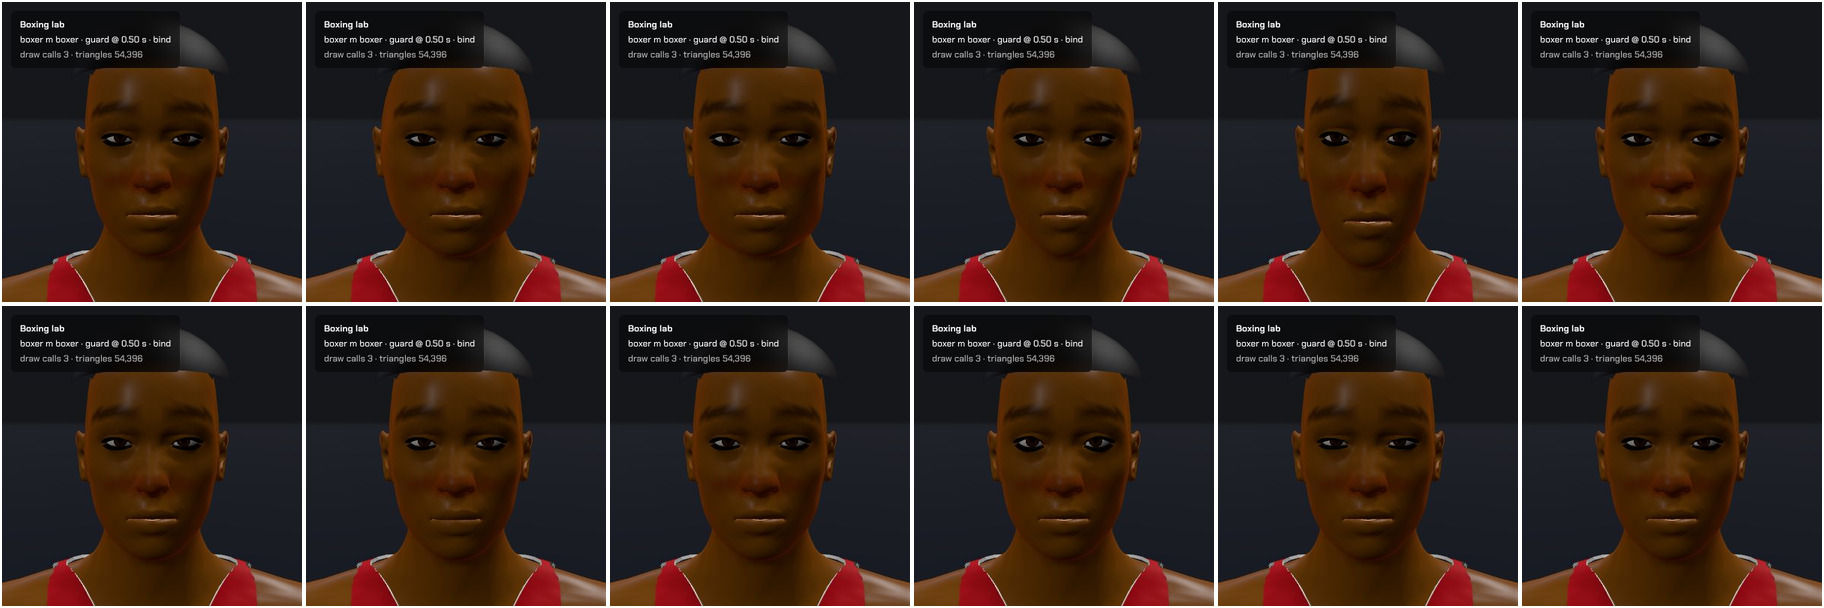 Boxing lab
boxer m boxer · guard @ 0.50 s · bind
draw calls 3 · triangles 54,396
Boxing lab
boxer m boxer · guard @ 0.50 s · bind
draw calls 3 · triangles 54,396
Boxing lab
boxer m boxer · guard @ 0.50 s · bind
draw calls 3 · triangles 54,396
Boxing lab
boxer m boxer · guard @ 0.50 s · bind
draw calls 3 · triangles 54,396
Boxing lab
boxer m boxer · guard @ 0.50 s · bind
draw calls 3 · triangles 54,396
Boxing lab
boxer m boxer · guard @ 0.50 s · bind
draw calls 3 · triangles 54,396
Boxing lab
boxer m boxer · guard @ 0.50 s · bind
draw calls 3 · triangles 54,396
Boxing lab
boxer m boxer · guard @ 0.50 s · bind
draw calls 3 · triangles 54,396
Boxing lab
boxer m boxer · guard @ 0.50 s · bind
draw calls 3 · triangles 54,396
Boxing lab
boxer m boxer · guard @ 0.50 s · bind
draw calls 3 · triangles 54,396
Boxing lab
boxer m boxer · guard @ 0.50 s · bind
draw calls 3 · triangles 54,396
Boxing lab
boxer m boxer · guard @ 0.50 s · bind
draw calls 3 · triangles 54,396